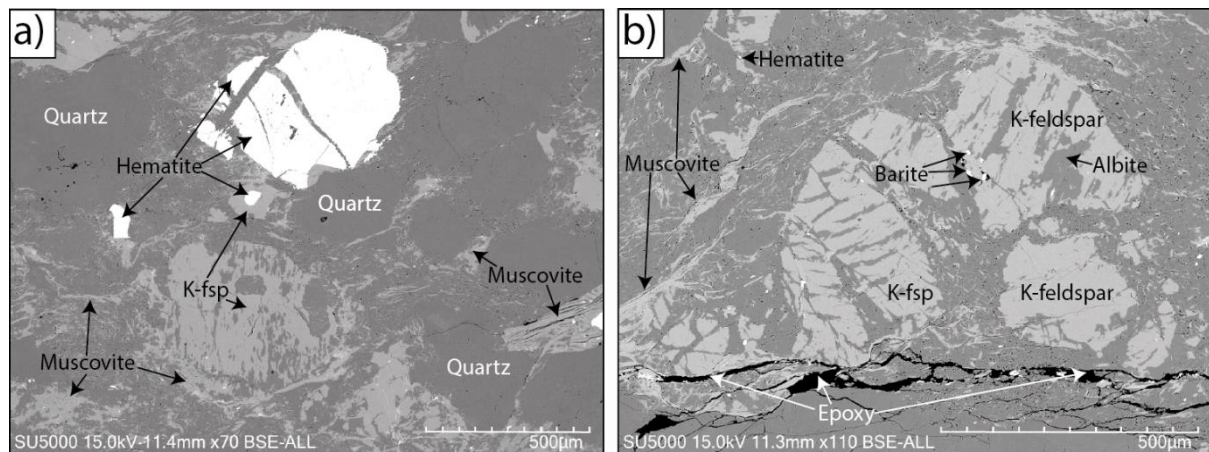 a)
Quartz
Hematite
Quartz
K-fsp
Muscovite
Muscovite
Quartz
SU5000 15.0kV-11.4mm x70 BSE-ALL
500µm
b)
Hematite
K-feldspar
Muscovite
Barite
Albite
K-fsp
K-feldspar
Epoxy
SU5000 15.0kV 11.3mm x110 BSE-ALL
500µm